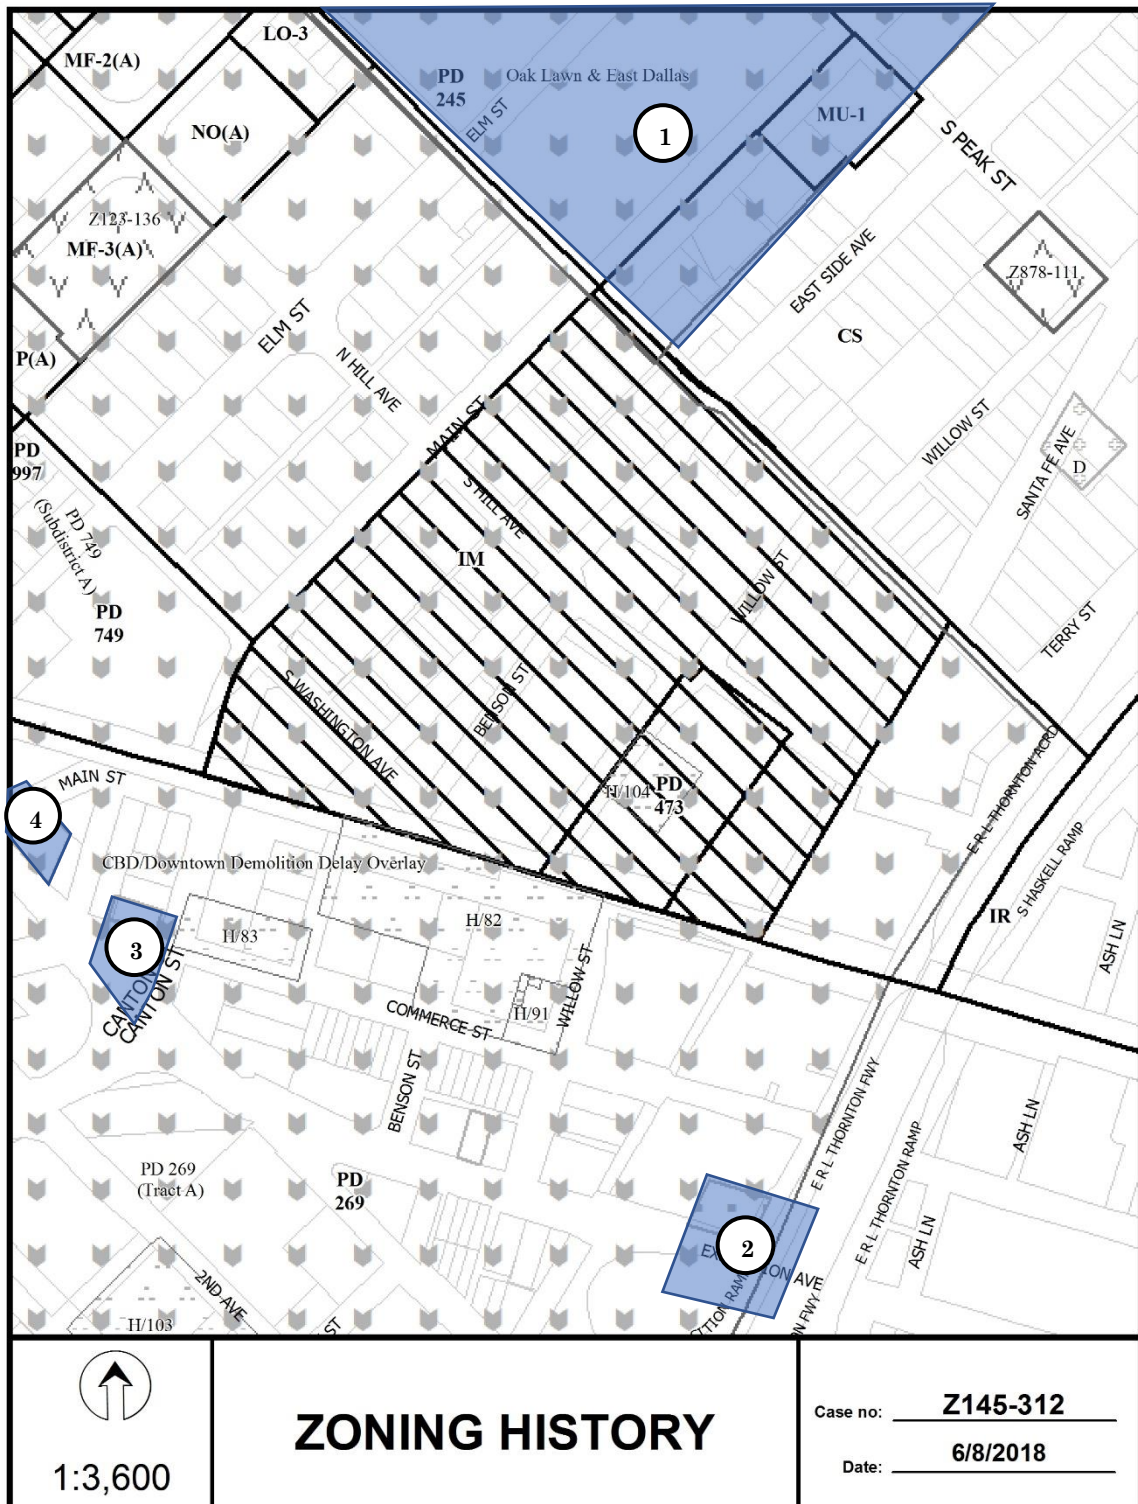 LO-3
MF-2(A)
PD
245
Oak Lawn & East Dallas
ELM ST
MU-1
NO(A)
1
S PEAK ST
Z123-136
MF-3(A)
EAST SIDE AVE
Z878-111
ELM ST
CS
P(A)
N HILL AVE
MAIN ST
WILLOW ST
SANTA FE AVE
D
PD
997
PD 749
(Subdistrict A)
S HILL AVE
IM
WILLOW ST
PD
749
TERRY ST
S WASHINGTON AVE
BENSON ST
MAIN ST
H/104
PD
473
E R L THORNTON ACRD
4
S HASKELL RAMP
CBD/Downtown Demolition Delay Overlay
H/82
IR
H/83
3
ASH LN
CANTON ST
CANTON ST
WILLOW ST
H/91
COMMERCE ST
BENSON ST
E R L THORNTON FWY
ASH LN
PD 269
(Tract A)
PD
269
E R L THORNTON RAMP
ASH LN
2
2ND AVE
H/103
ST
1:3,600
ZONING HISTORY
Case no: Z145-312
Date: 6/8/2018